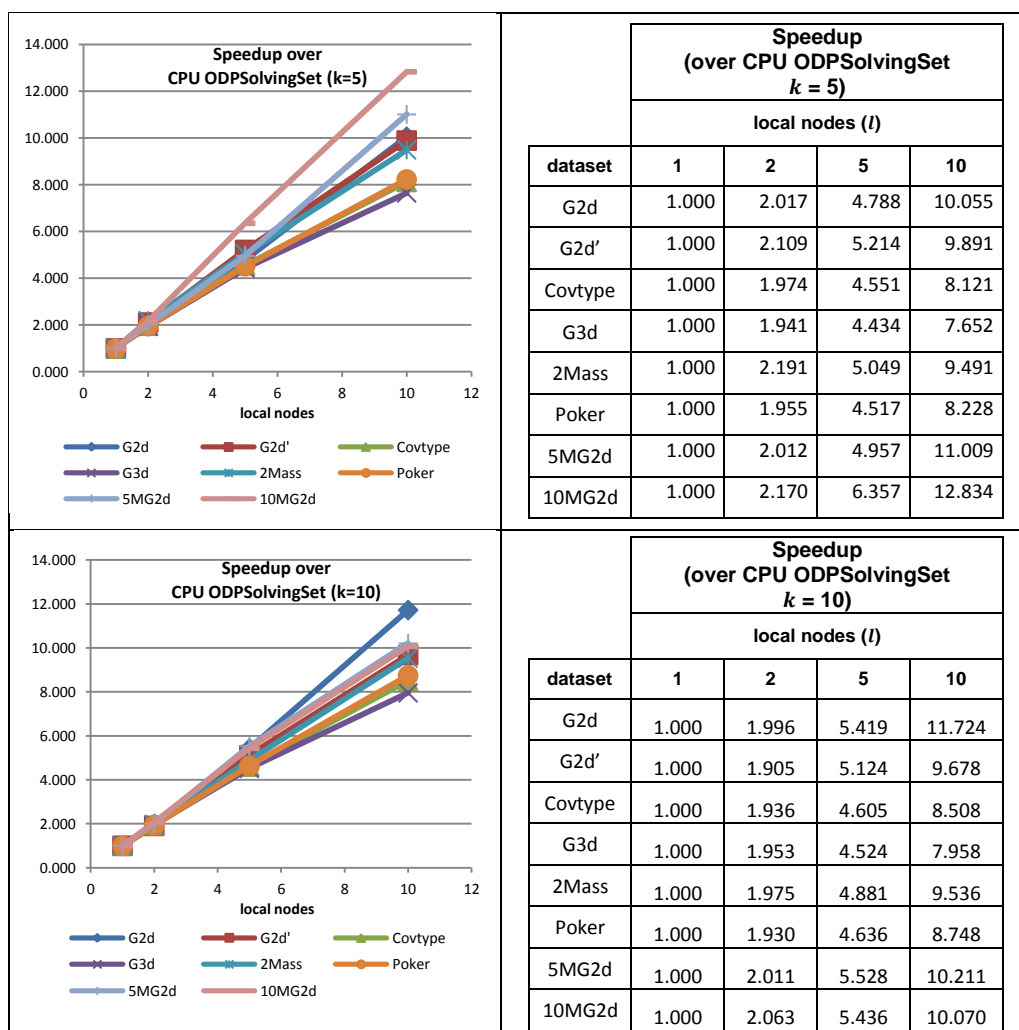 Speedup over
CPU ODPSolvingSet (k=5)
14.000
12.000
10.000
8.000
6.000
4.000
2.000
0.000
0 2 4 6 8 10 12
local nodes
G2d G2d' Covtype
G3d 2Mass Poker
5MG2d 10MG2d
Speedup
(over CPU ODPSolvingSet
k = 5)
local nodes (l)
dataset 1 2 5 10
G2d 1.000 2.017 4.788 10.055
G2d’ 1.000 2.109 5.214 9.891
Covtype 1.000 1.974 4.551 8.121
G3d 1.000 1.941 4.434 7.652
2Mass 1.000 2.191 5.049 9.491
Poker 1.000 1.955 4.517 8.228
5MG2d 1.000 2.012 4.957 11.009
10MG2d 1.000 2.170 6.357 12.834
Speedup over
CPU ODPSolvingSet (k=10)
14.000
12.000
10.000
8.000
6.000
4.000
2.000
0.000
0 2 4 6 8 10 12
local nodes
G2d G2d' Covtype
G3d 2Mass Poker
5MG2d 10MG2d
Speedup
(over CPU ODPSolvingSet
k = 10)
local nodes (l)
dataset 1 2 5 10
G2d 1.000 1.996 5.419 11.724
G2d’ 1.000 1.905 5.124 9.678
Covtype 1.000 1.936 4.605 8.508
G3d 1.000 1.953 4.524 7.958
2Mass 1.000 1.975 4.881 9.536
Poker 1.000 1.930 4.636 8.748
5MG2d 1.000 2.011 5.528 10.211
10MG2d 1.000 2.063 5.436 10.070